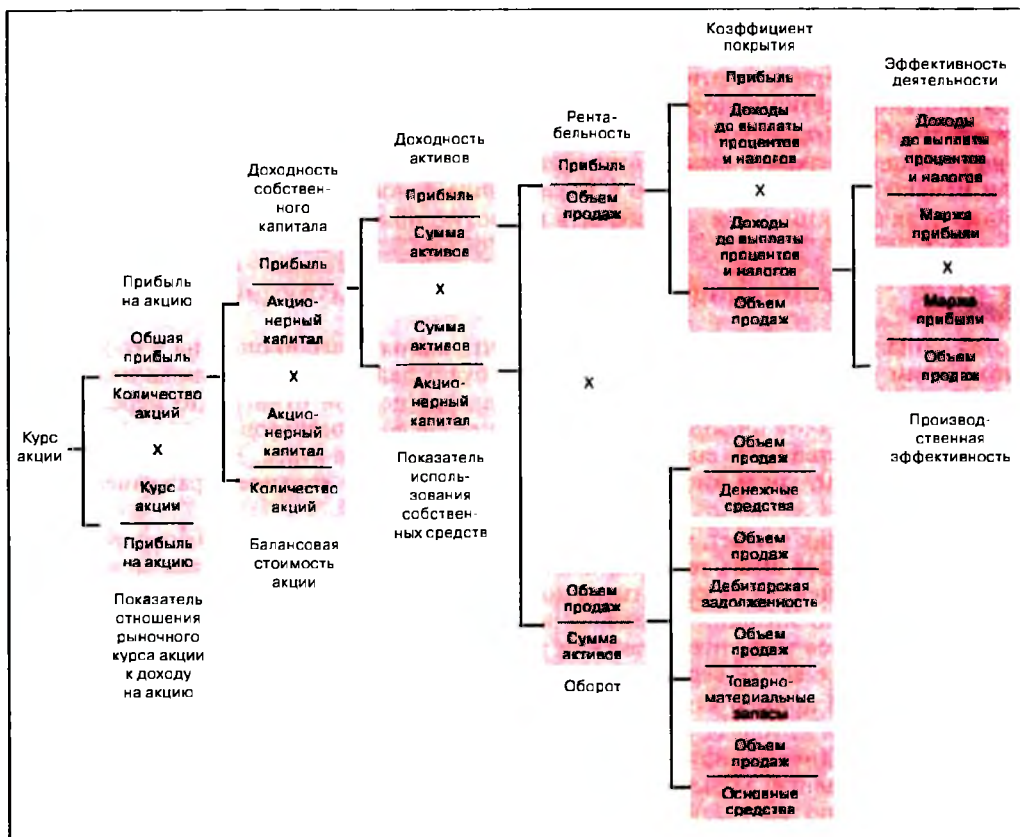 Курс
акции
Прибыль
на акцию
Общая
прибыль
Количество
акций
X
Курс
акции
Прибыль
на акцию
Показатель
отношения
рыночного
курса акции
к доходу
на акцию
Доходность
собствен-
ного
капитала
Прибыль
Акцио-
нерный
капитал
X
Акцио-
нерный
капитал
Количество
акций
Балансовая
стоимость
акции
Доходность
активов
Прибыль
Сумма
активов
X
Сумма
активов
Акцио-
нерный
капитал
Показатель
исполь-
зования
собствен-
ных средств
Рента-
бельность
Прибыль
Объем
продаж
X
Объем
продаж
Сумма
активов
Оборот
Коэффициент
покрытия
Прибыль
Доходы
до выплаты
процентов
и налогов
X
Доходы
до выплаты
процентов
и налогов
Объем
продаж
Объем
продаж
Денежные
средства
Объем
продаж
Дебиторская
задолженность
Объем
продаж
Товарно-
материальные
запасы
Объем
продаж
Основные
средства
Эффективность
деятельности
Доходы
до выплаты
процентов
и налогов
Маржа
прибыли
X
Маржа
прибыли
Объем
продаж
Производ-
ственная
эффективность